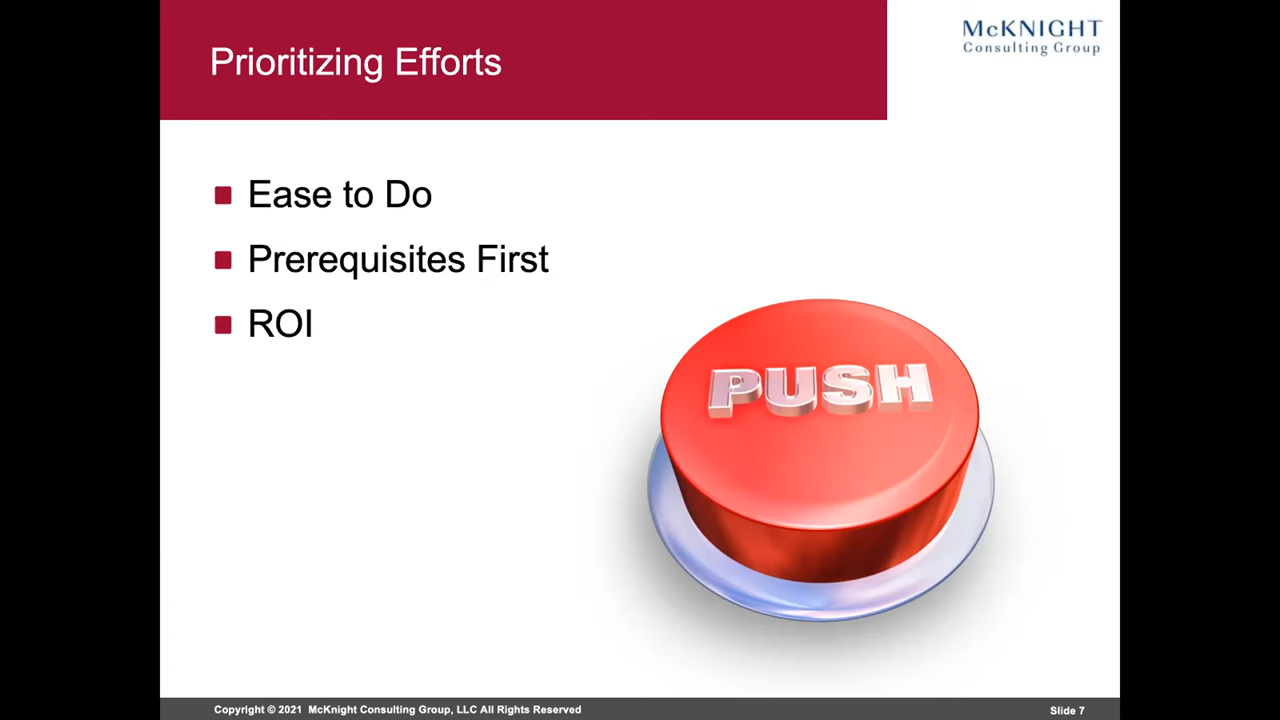 Prioritizing Efforts
McKNIGHT
Consulting Group
Ease to Do
Prerequisites First
ROI
PUSH
Copyright © 2021 McKnight Consulting Group, LLC All Rights Reserved
Slide 7